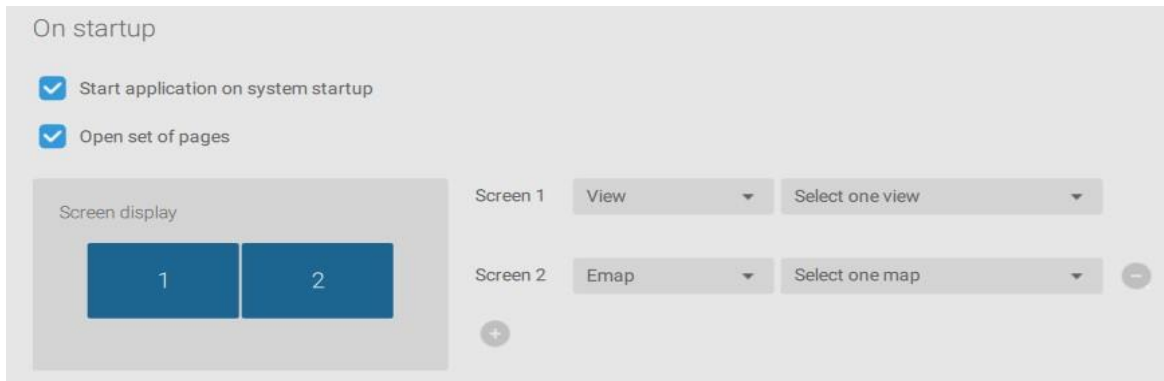 On startup
Start application on system startup
Open set of pages
Screen display
1 2
Screen 1 View Select one view
Screen 2 Emap Select one map